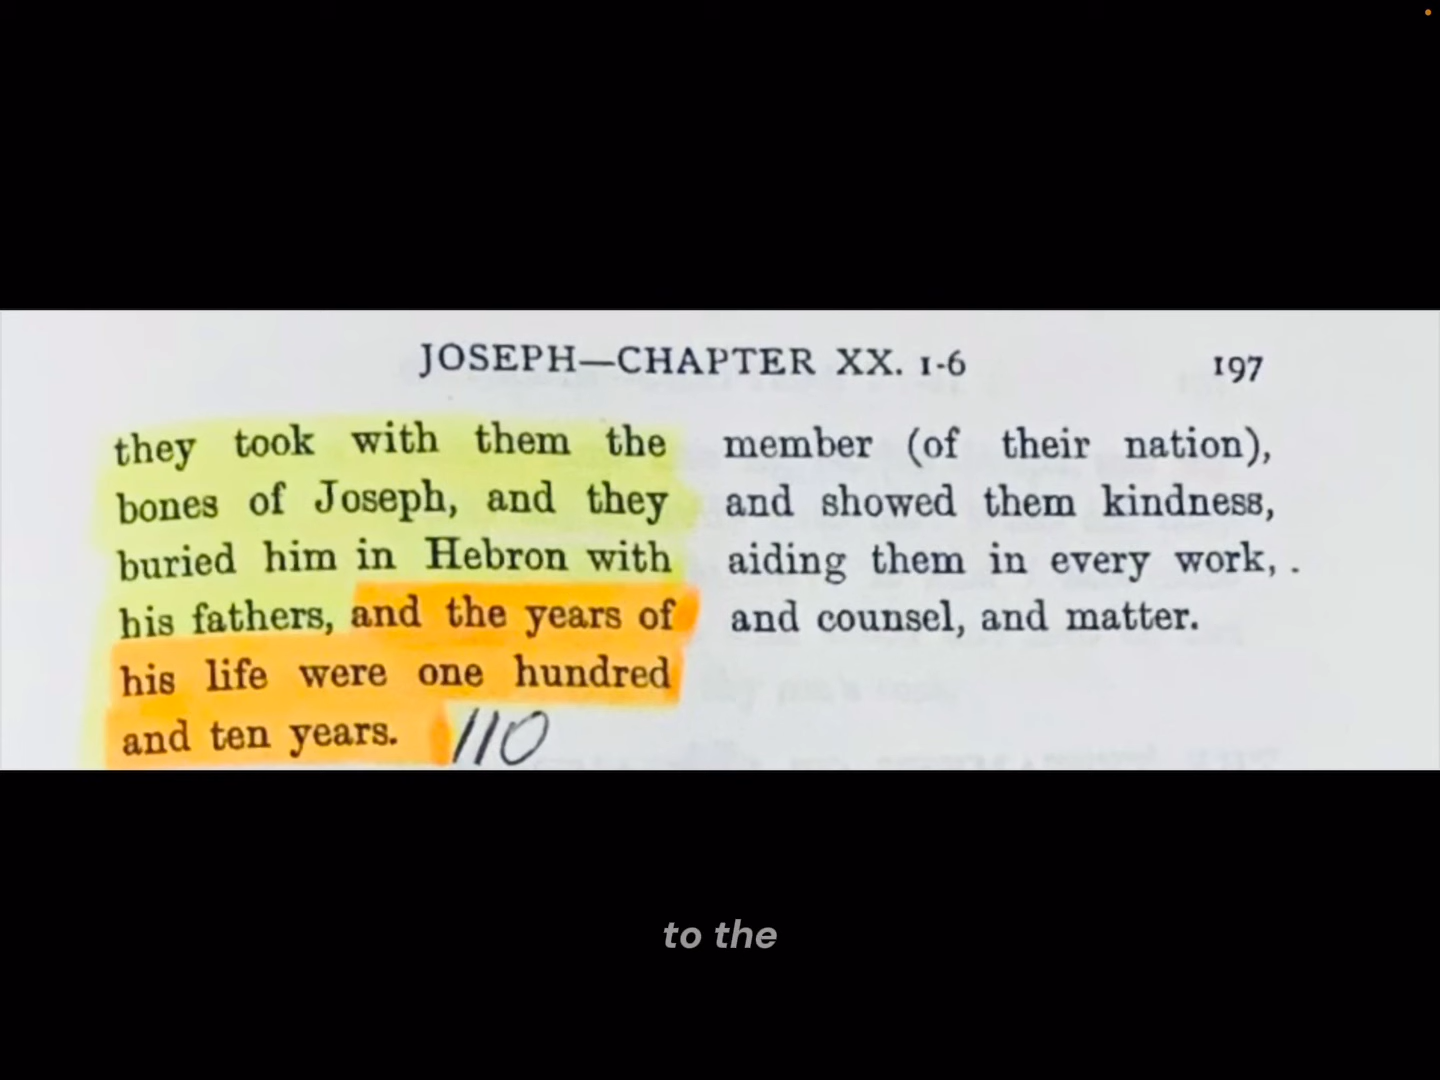 JOSEPH—CHAPTER XX. 1-6 197
they took with them the
bones of Joseph, and they
buried him in Hebron with
his fathers, and the years of
his life were one hundred
and ten years. 110
member (of their nation),
and showed them kindness,
aiding them in every work, .
and counsel, and matter.
to the